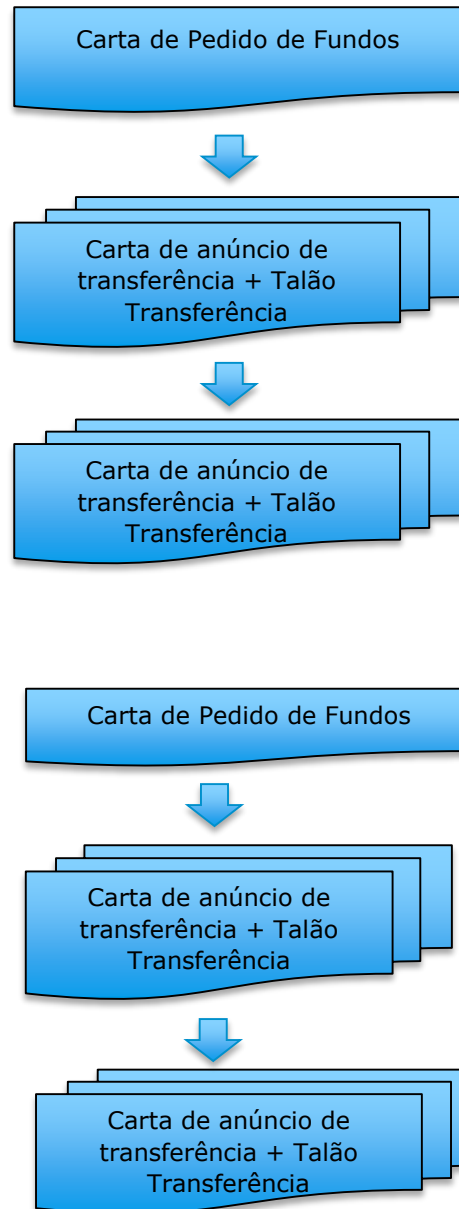 Carta de Pedido de Fundos
Carta de anúncio de
transferência + Talão
Transferência
Carta de anúncio de
transferência + Talão
Transferência
Carta de Pedido de Fundos
Carta de anúncio de
transferência + Talão
Transferência
Carta de anúncio de
transferência + Talão
Transferência